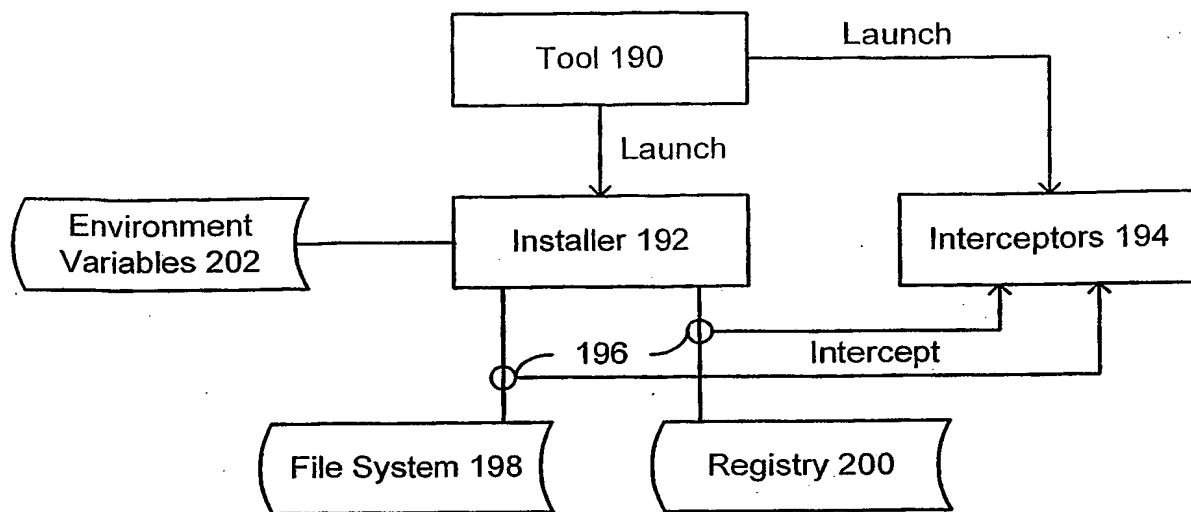 Tool 190
Launch
Launch
Environment
Variables 202
Installer 192
Interceptors 194
196
Intercept
File System 198
Registry 200